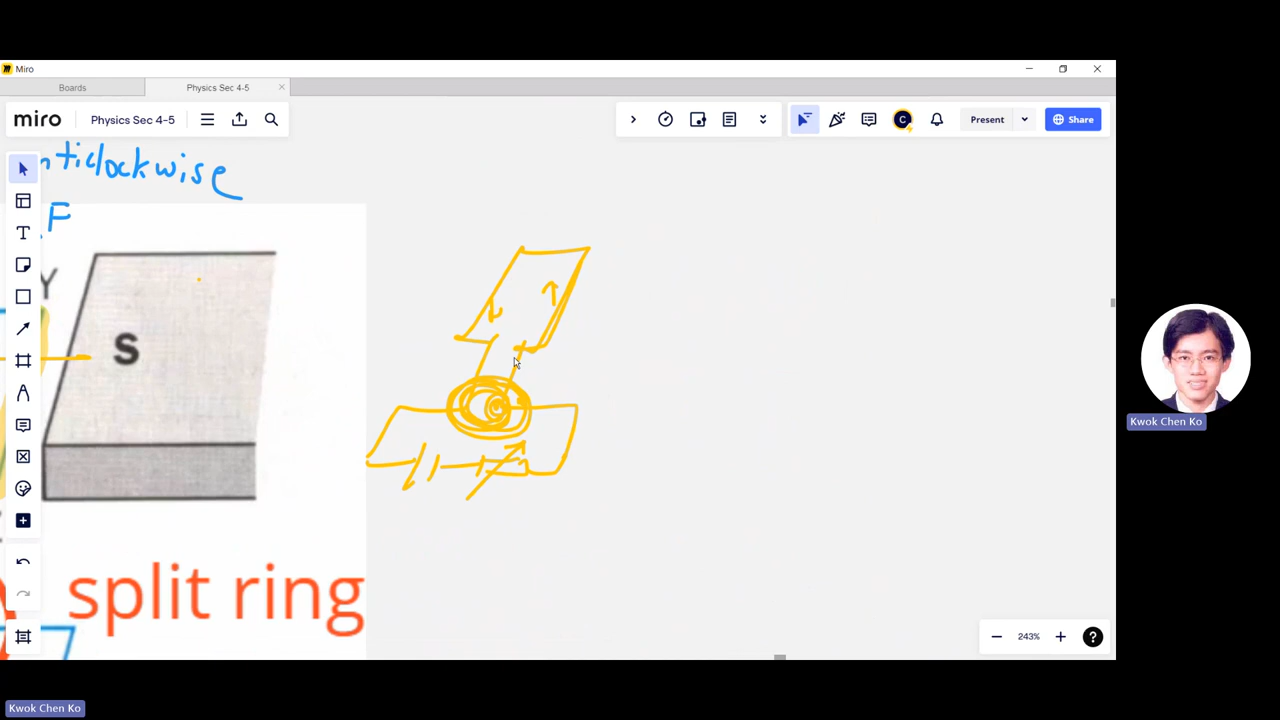 Miro
Boards
Physics Sec 4-5
miro
Physics Sec 4-5
C
Present
Share
nticlockwise
F
Y
S
split ring
243%
?
Kwok Chen Ko
Kwok Chen Ko